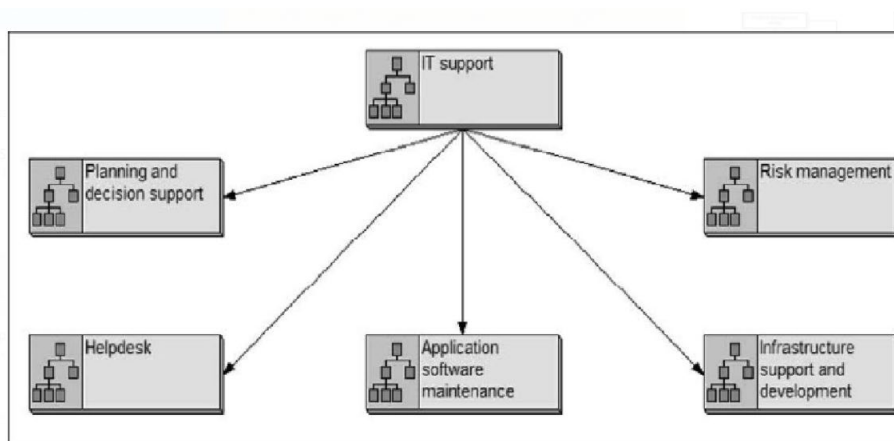 IT support
Planning and
decision support
Risk management
Helpdesk
Application
software
maintenance
Infrastructure
support and
development